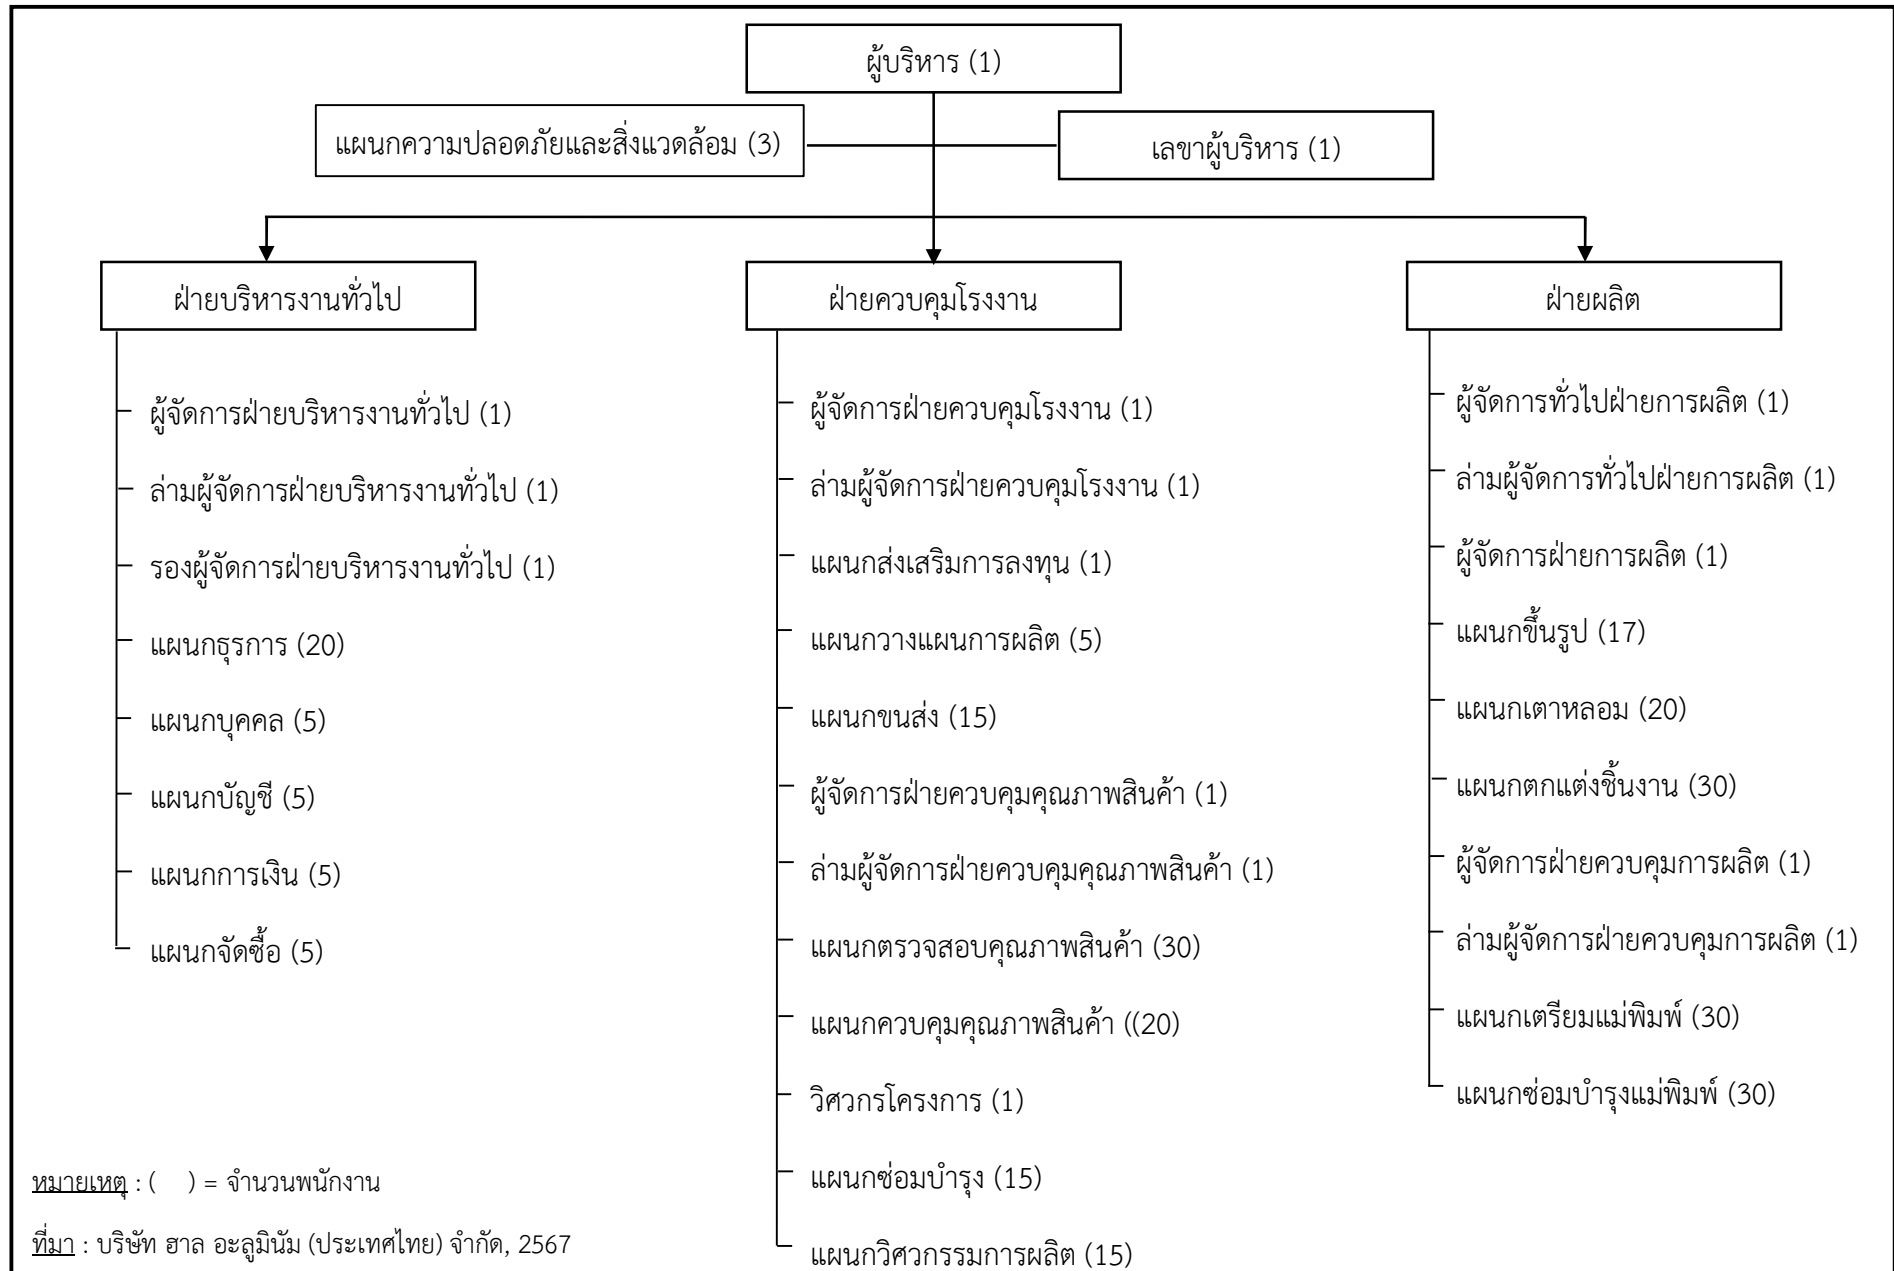 ผู้บริหาร (1)
แผนกความปลอดภัยและสิ่งแวดล้อม (3)
เลขาผู้บริหาร (1)
ฝ่ายบริหารงานทั่วไป
ผู้จัดการฝ่ายบริหารงานทั่วไป (1)
ล่ามผู้จัดการฝ่ายบริหารงานทั่วไป (1)
รองผู้จัดการฝ่ายบริหารงานทั่วไป (1)
แผนกธุรการ (20)
แผนกบุคคล (5)
แผนกบัญชี (5)
แผนกการเงิน (5)
แผนกจัดซื้อ (5)
ฝ่ายควบคุมโรงงาน
ผู้จัดการฝ่ายควบคุมโรงงาน (1)
ล่ามผู้จัดการฝ่ายควบคุมโรงงาน (1)
แผนกส่งเสริมการลงทุน (1)
แผนกวางแผนการผลิต (5)
แผนกขนส่ง (15)
ผู้จัดการฝ่ายควบคุมคุณภาพสินค้า (1)
ล่ามผู้จัดการฝ่ายควบคุมคุณภาพสินค้า (1)
แผนกตรวจสอบคุณภาพสินค้า (30)
แผนกควบคุมคุณภาพสินค้า ((20)
วิศวกรโครงการ (1)
แผนกซ่อมบำรุง (15)
แผนกวิศวกรรมการผลิต (15)
ฝ่ายผลิต
ผู้จัดการทั่วไปฝ่ายการผลิต (1)
ล่ามผู้จัดการทั่วไปฝ่ายการผลิต (1)
ผู้จัดการฝ่ายการผลิต (1)
แผนกขึ้นรูป (17)
แผนกเตาหลอม (20)
แผนกตกแต่งชิ้นงาน (30)
ผู้จัดการฝ่ายควบคุมการผลิต (1)
ล่ามผู้จัดการฝ่ายควบคุมการผลิต (1)
แผนกเตรียมแม่พิมพ์ (30)
แผนกซ่อมบำรุงแม่พิมพ์ (30)
หมายเหตุ : ( ) = จำนวนพนักงาน
ที่มา : บริษัท ฮาล อะลูมินัม (ประเทศไทย) จำกัด, 2567